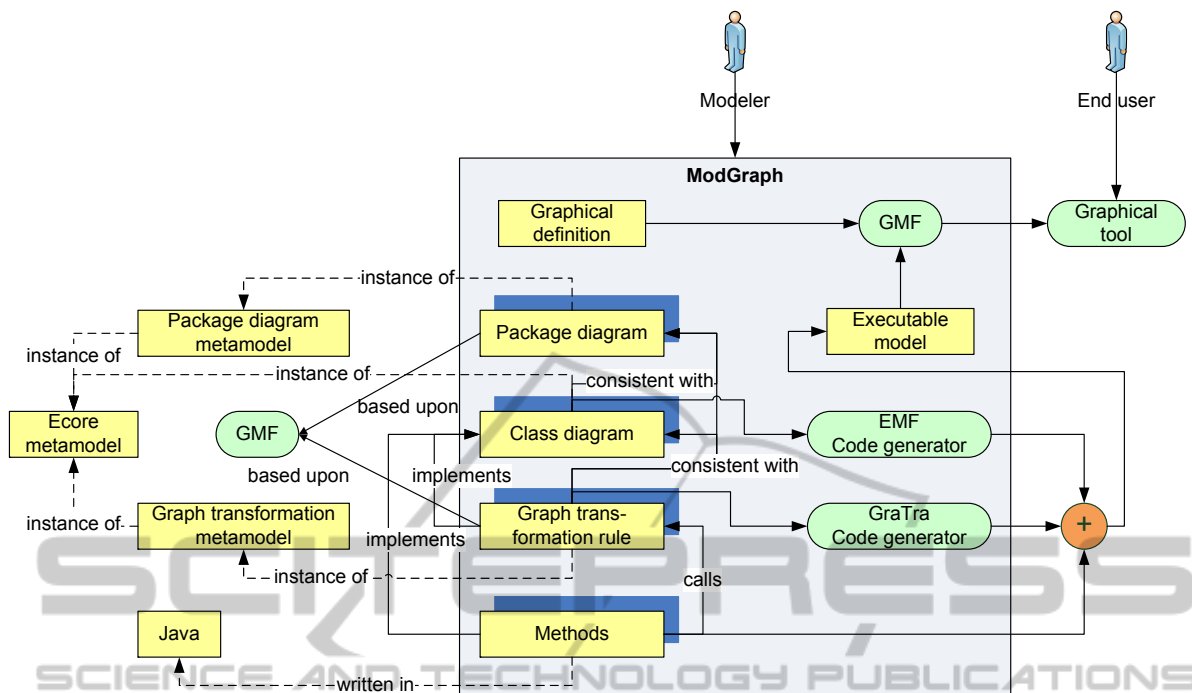 Modeler
End user
ModGraph
Graphical
definition
GMF
Graphical
tool
instance of
Package diagram
metamodel
Package diagram
Executable
model
instance of
instance of
consistent with
based upon
Ecore
metamodel
GMF
Class diagram
EMF
Code generator
implements
consistent with
based upon
instance of
Graph transformation
metamodel
implements
Graph trans-
formation rule
GraTra
Code generator
+
instance of
calls
SCITEPRESS
Java
Methods
SCIENCE AND TECHNOLOGY PUBLICATIONS
written in